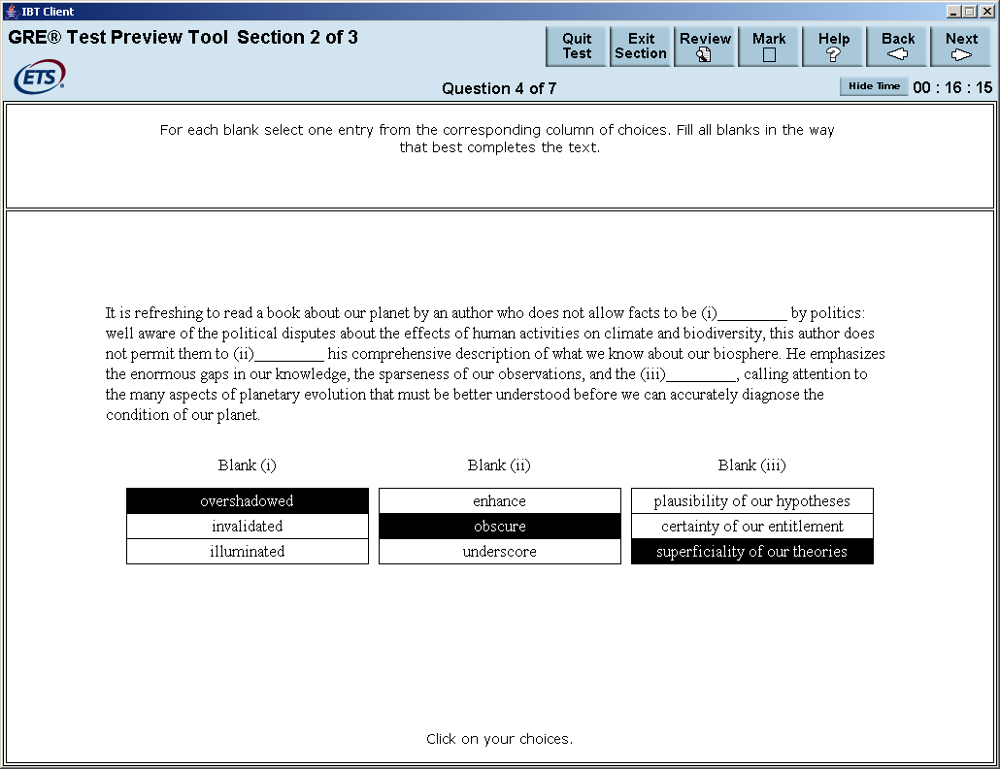 IBT Client
GRE® Test Preview Tool Section 2 of 3
Quit Test
Exit Section
Review
Mark
Help
Back
Next
ETS®
Question 4 of 7
Hide Time
00 : 16 : 15
For each blank select one entry from the corresponding column of choices. Fill all blanks in the way
that best completes the text.
It is refreshing to read a book about our planet by an author who does not allow facts to be (i)_________ by politics:
well aware of the political disputes about the effects of human activities on climate and biodiversity, this author does
not permit them to (ii)_________ his comprehensive description of what we know about our biosphere. He emphasizes
the enormous gaps in our knowledge, the sparseness of our observations, and the (iii)_________, calling attention to
the many aspects of planetary evolution that must be better understood before we can accurately diagnose the
condition of our planet.
Blank (i)
overshadowed
invalidated
illuminated
Blank (ii)
enhance
obscure
underscore
Blank (iii)
plausibility of our hypotheses
certainty of our entitlement
superficiality of our theories
Click on your choices.